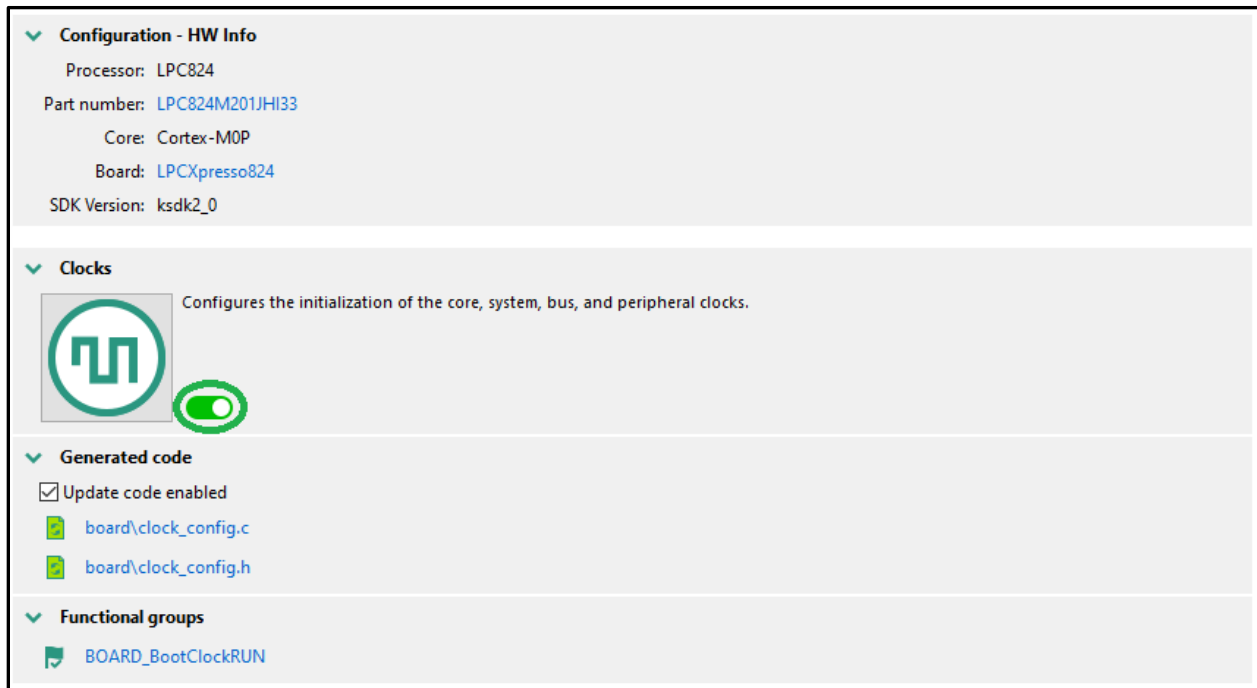 Configuration - HW Info
Processor: LPC824
Part number: LPC824M201JHI33
Core: Cortex-M0P
Board: LPCXpresso824
SDK Version: ksdk2_0
Clocks
Configures the initialization of the core, system, bus, and peripheral clocks.
Generated code
Update code enabled
board\clock_config.c
board\clock_config.h
Functional groups
BOARD_BootClockRUN